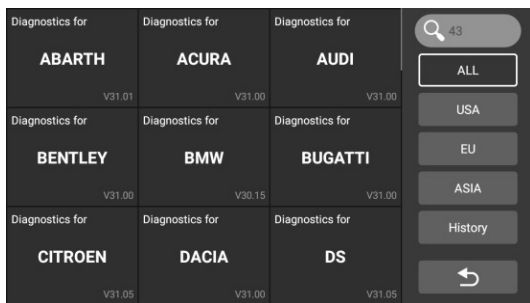 Diagnostics for
ABARTH
V31.01
Diagnostics for
ACURA
V31.00
Diagnostics for
AUDI
V31.00
Diagnostics for
BENTLEY
V31.00
Diagnostics for
BMW
V30.15
Diagnostics for
BUGATTI
V31.00
Diagnostics for
CITROEN
V31.05
Diagnostics for
DACIA
V31.00
Diagnostics for
DS
V31.05
43
ALL
USA
EU
ASIA
History